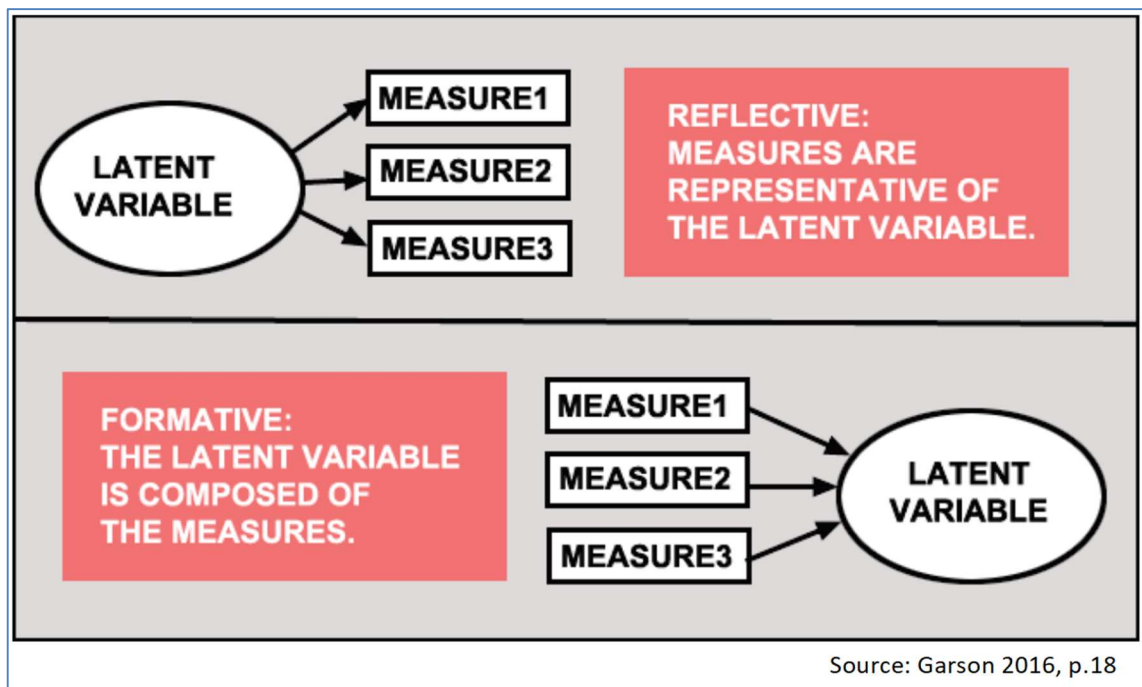 LATENT
VARIABLE
MEASURE1
MEASURE2
MEASURE3
REFLECTIVE:
MEASURES ARE
REPRESENTATIVE OF
THE LATENT VARIABLE.
FORMATIVE:
THE LATENT VARIABLE
IS COMPOSED OF
THE MEASURES.
MEASURE1
MEASURE2
MEASURE3
LATENT
VARIABLE
Source: Garson 2016, p.18